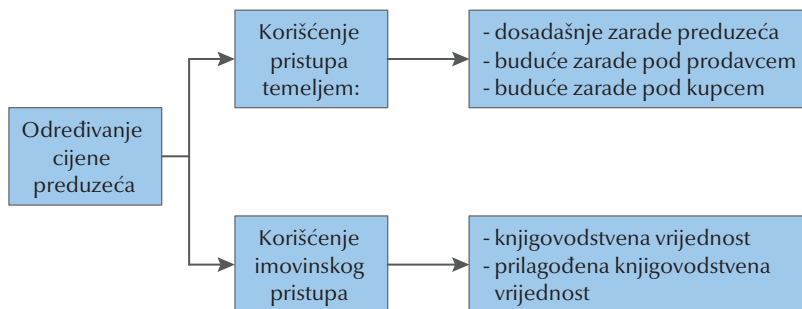 Određivanje
cijene
preduzeća
Korišćenje
pristupa
temeljem:
- dosadašnje zarade preduzeća
- buduće zarade pod prodavcem
- buduće zarade pod kupcem
Korišćenje
imovinskog
pristupa
- knjigovodstvena vrijednost
- prilagođena knjigovodstvena
vrijednost